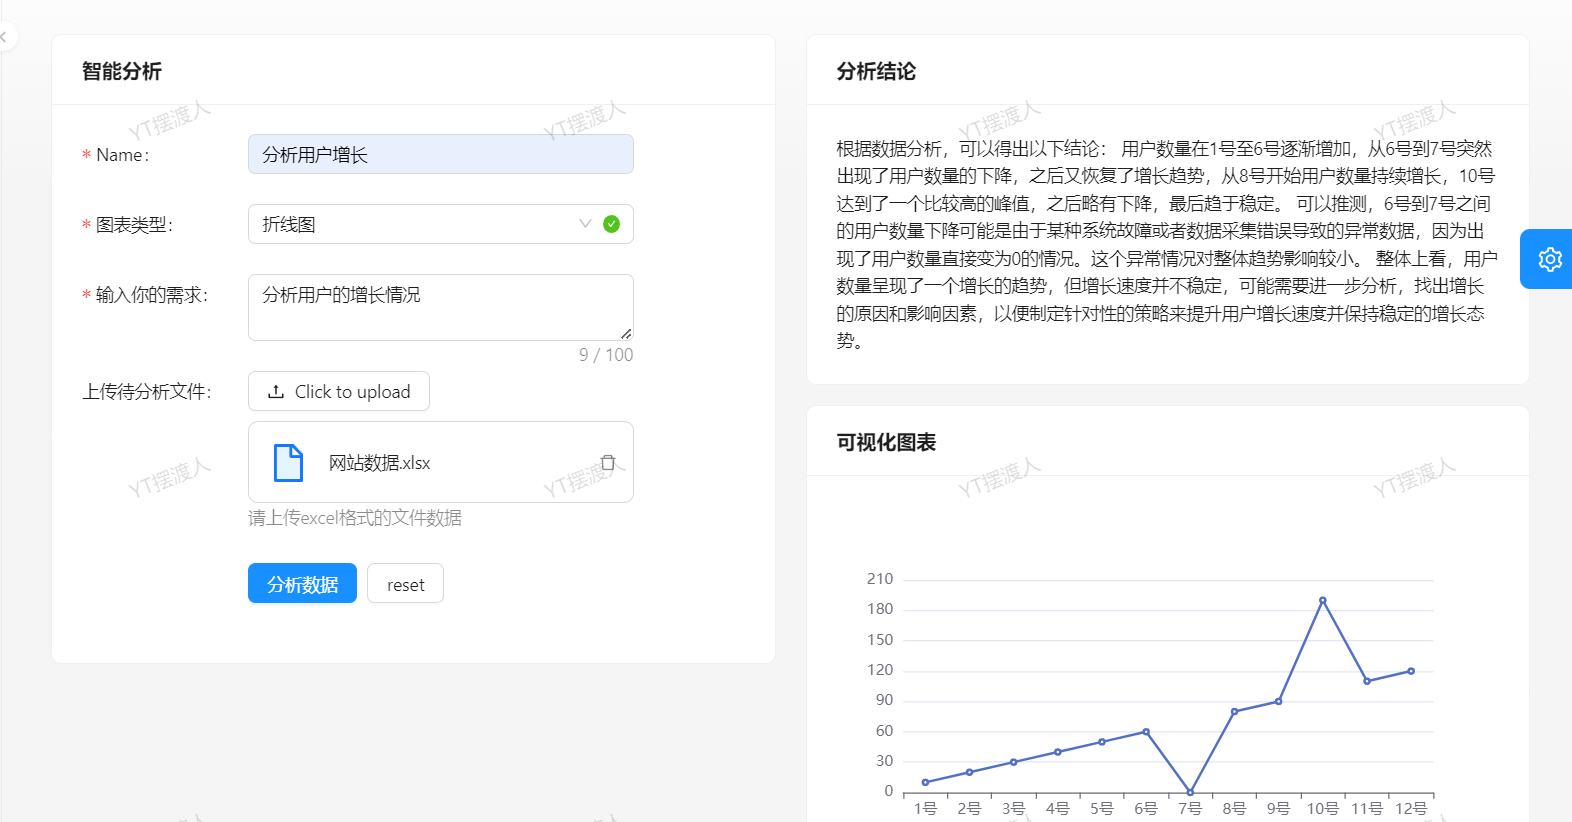 智能分析
* Name:
分析用户增长
* 图表类型:
折线图
* 输入你的需求:
分析用户的增长情况
9 / 100
上传待分析文件:
Click to upload
网站数据.xlsx
请上传excel格式的文件数据
分析数据
reset
分析结论
根据数据分析，可以得出以下结论： 用户数量在1号至6号逐渐增加，从6号到7号突然
出现了用户数量的下降，之后又恢复了增长趋势，从8号开始用户数量持续增长，10号
达到了一个比较高的峰值，之后略有下降，最后趋于稳定。 可以推测，6号到7号之间
的用户数量下降可能是由于某种系统故障或者数据采集错误导致的异常数据，因为出
现了用户数量直接变为0的情况。这个异常情况对整体趋势影响较小。 整体上看，用户
数量呈现了一个增长的趋势，但增长速度并不稳定，可能需要进一步分析，找出增长
的原因和影响因素，以便制定针对性的策略来提升用户增长速度并保持稳定的增长态
势。
可视化图表
210
180
150
120
90
60
30
0
1号 2号 3号 4号 5号 6号 7号 8号 9号 10号 11号 12号
YT摆渡人
YT摆渡人
YT摆渡人
YT摆渡人
YT摆渡人
YT摆渡人
YT摆渡人
YT摆渡人